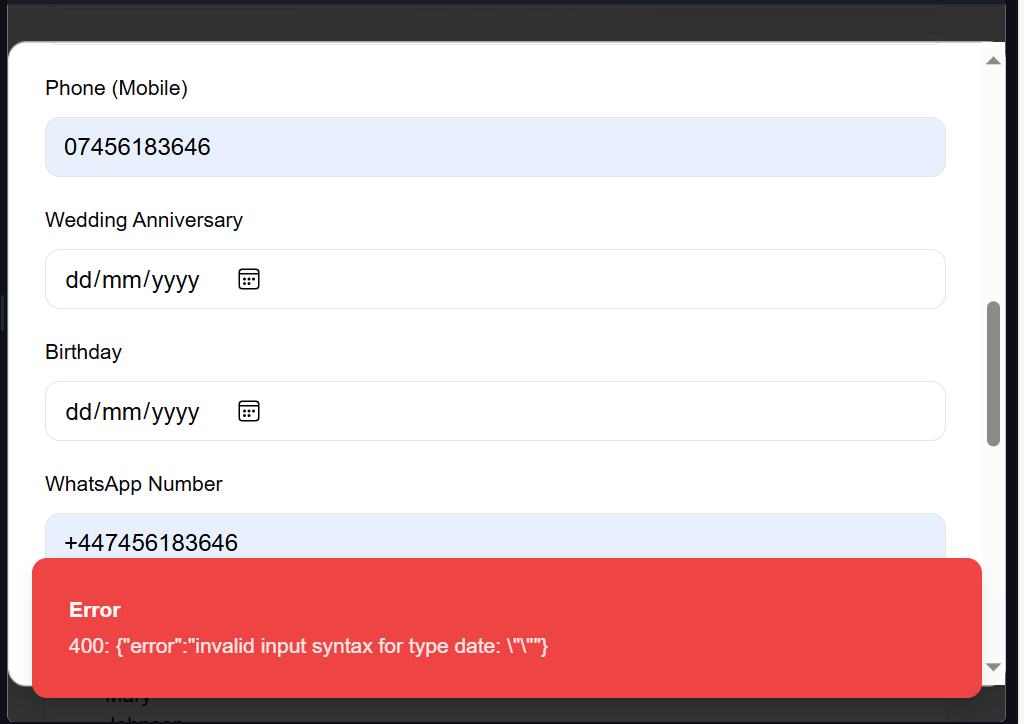 Phone (Mobile)
07456183646
Wedding Anniversary
dd/mm/yyyy
Birthday
dd/mm/yyyy
WhatsApp Number
+447456183646
Error
400: {"error":"invalid input syntax for type date: \"\""}
Mary
Johnson